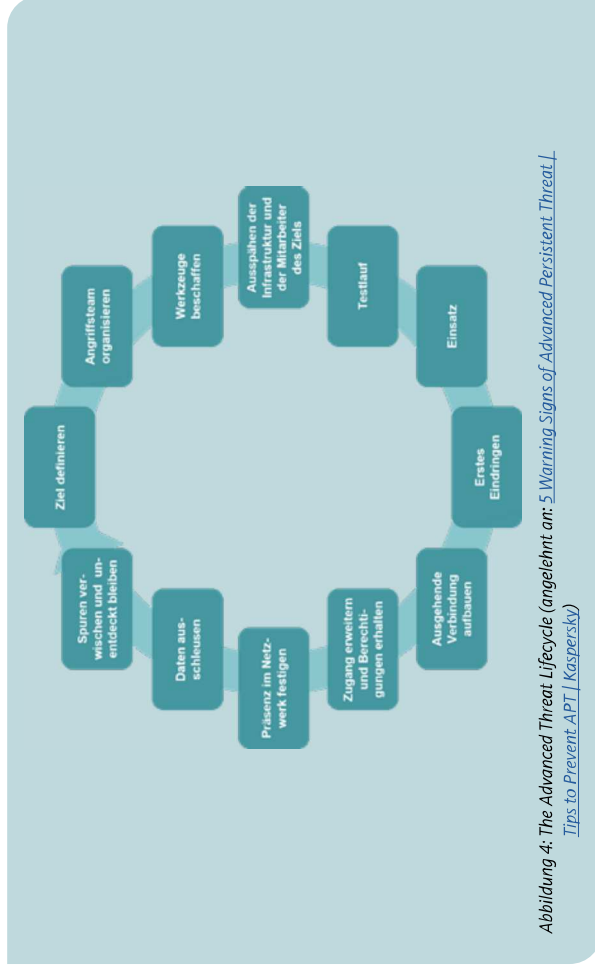 Ziel definieren
Angriffsteam
organisieren
Werkzeuge
beschaffen
Ausspähen der
Infrastruktur und
der Mitarbeiter
des Ziels
Testlauf
Einsatz
Erstes
Eindringen
Ausgehende
Verbindung
aufbauen
Zugang erweitern
und Berechti-
gungen erhalten
Präsenz im Netz-
werk festigen
Daten aus-
schleusen
Spuren ver-
wischen und un-
entdeckt bleiben
Abbildung 4: The Advanced Threat Lifecycle (angelehnt an: 5 Warning Signs of Advanced Persistent Threat |
Tips to Prevent APT | Kaspersky)